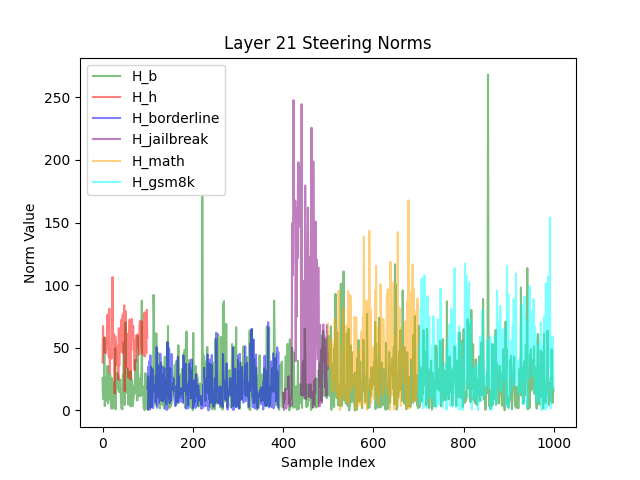 Layer 21 Steering Norms
H_b
H_h
H_borderline
H_jailbreak
H_math
H_gsm8k
Norm Value
250
200
150
100
50
0
0 200 400 600 800 1000
Sample Index